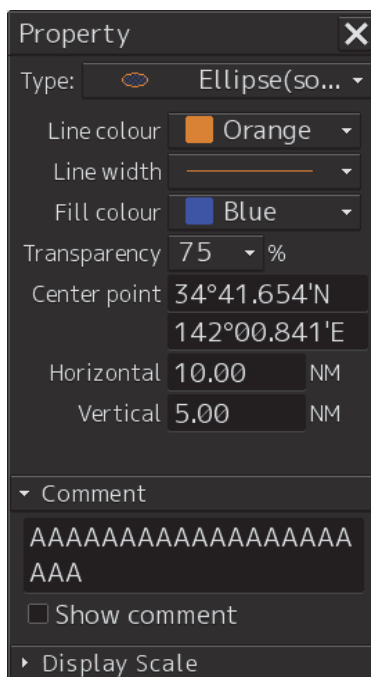 Property
Type: Ellipse(so...
Line colour Orange
Line width
Fill colour Blue
Transparency 75 %
Center point 34°41.654'N
142°00.841'E
Horizontal 10.00 NM
Vertical 5.00 NM
Comment
AAAAAAAAAAAAAAAAAA
AAA
Show comment
Display Scale